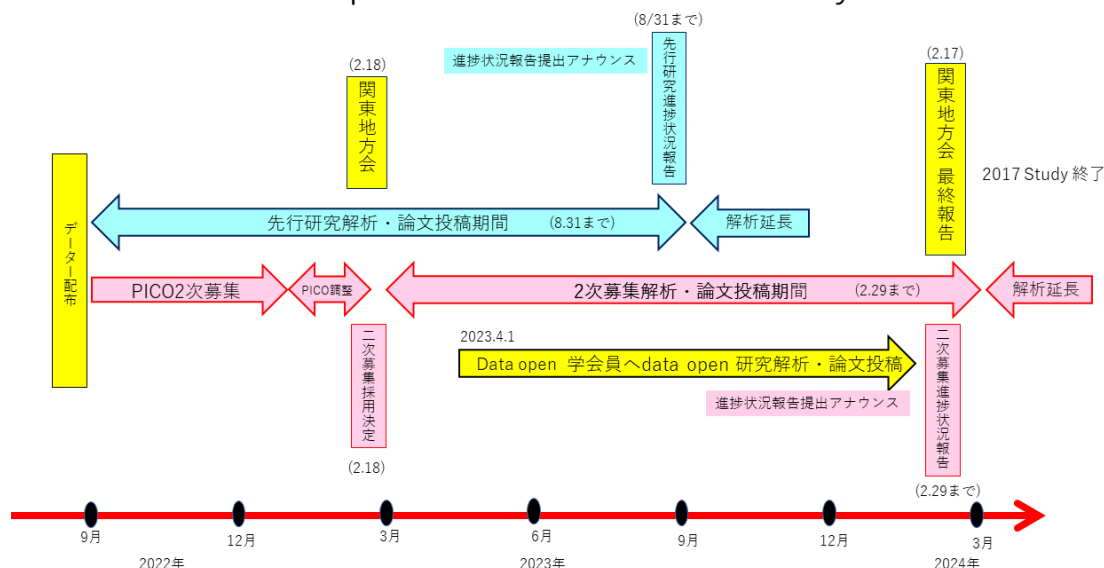 (8/31まで)
先行研究進捗状況報告
進捗状況報告提出アナウンス
(2.18)
関東地方会
(2.17)
関東地方会 最終報告
2017 Study 終了
データー配布
先行研究解析・論文投稿期間 (8.31まで)
解析延長
PICO2次募集
PICO調整
2次募集解析・論文投稿期間 (2.29まで)
解析延長
二次募集採用決定
(2.18)
2023.4.1
Data open 学会員へdata open 研究解析・論文投稿
進捗状況報告提出アナウンス
二次募集進捗状況報告
(2.29まで)
9月
12月
3月
6月
9月
12月
3月
2022年
2023年
2024年